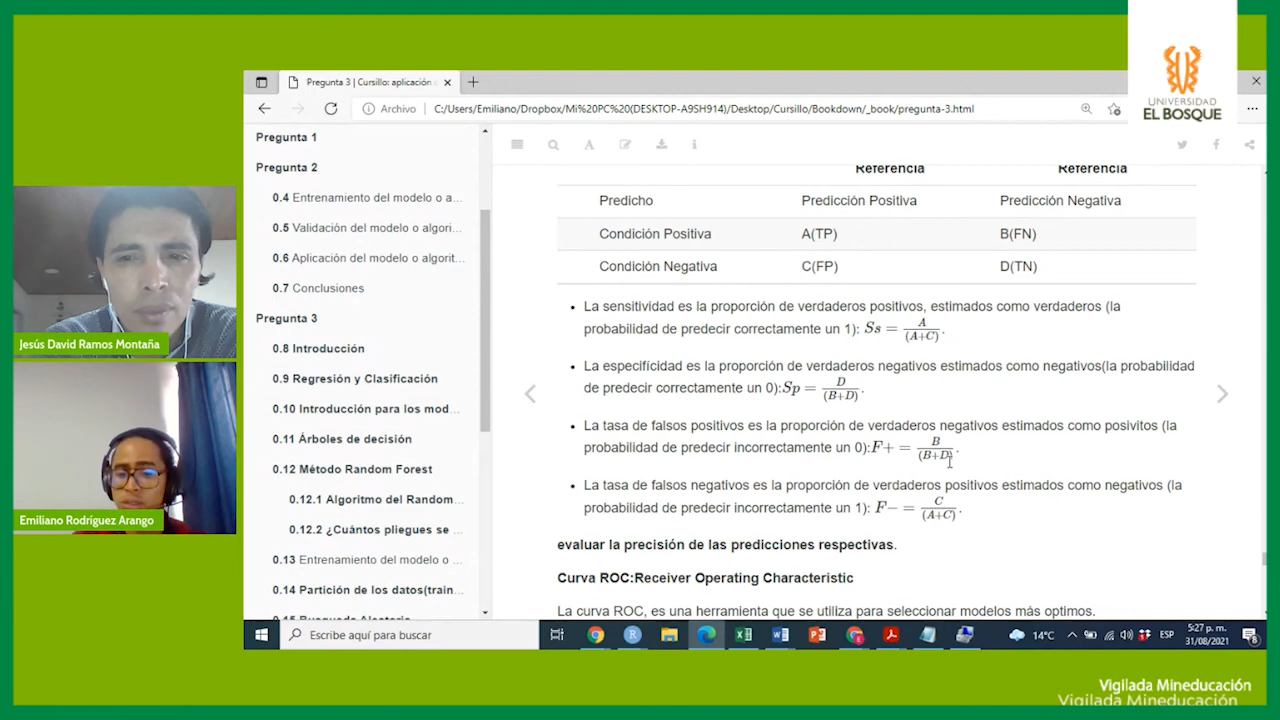 UNIVERSIDAD
EL BOSQUE
Pregunta 3 | Cursillo: aplicación
Archivo
C:/Users/Emiliano/Dropbox/Mi%20PC%20(DESKTOP-A9SH914)/Desktop/Cursillo/Bookdown/_book/pregunta-3.html
Pregunta 1
Pregunta 2
0.4 Entrenamiento del modelo o a...
0.5 Validación del modelo o algori...
0.6 Aplicación del modelo o algorit...
0.7 Conclusiones
Pregunta 3
0.8 Introducción
0.9 Regresión y Clasificación
0.10 Introducción para los mod...
0.11 Árboles de decisión
0.12 Método Random Forest
0.12.1 Algoritmo del Random...
0.12.2 ¿Cuántos pliegues se ...
0.13 Entrenamiento del modelo o ...
0.14 Partición de los datos(train...
0.15 Busqueda Aleatoria
Referencia Referencia
Predicho Predicción Positiva Predicción Negativa
Condición Positiva A(TP) B(FN)
Condición Negativa C(FP) D(TN)
• La sensitividad es la proporción de verdaderos positivos, estimados como verdaderos (la
probabilidad de predecir correctamente un 1): Ss = A/(A+C).
• La especificidad es la proporción de verdaderos negativos estimados como negativos(la probabilidad
de predecir correctamente un 0):Sp = D/(B+D).
• La tasa de falsos positivos es la proporción de verdaderos negativos estimados como posivitos (la
probabilidad de predecir incorrectamente un 0):F+ = B/(B+D).
• La tasa de falsos negativos es la proporción de verdaderos positivos estimados como negativos (la
probabilidad de predecir incorrectamente un 1): F− = C/(A+C).
evaluar la precisión de las predicciones respectivas.
Curva ROC:Receiver Operating Characteristic
La curva ROC, es una herramienta que se utiliza para seleccionar modelos más optimos.
Jesús David Ramos Montaña
Emiliano Rodríguez Arango
Escribe aquí para buscar
14°C
ESP
5:27 p. m.
31/08/2021
Vigilada Mineducación
Vigilada Mineducación